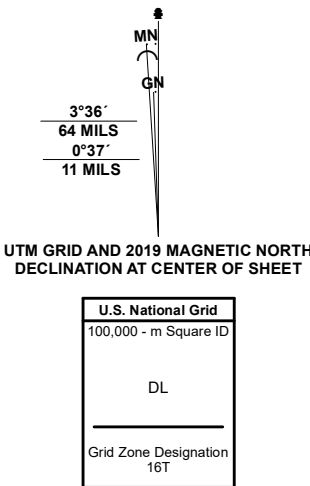 MN
GN
3°36´
64 MILS
0°37´
11 MILS
UTM GRID AND 2019 MAGNETIC NORTH
DECLINATION AT CENTER OF SHEET
U.S. National Grid
100,000 - m Square ID
DL
Grid Zone Designation
16T